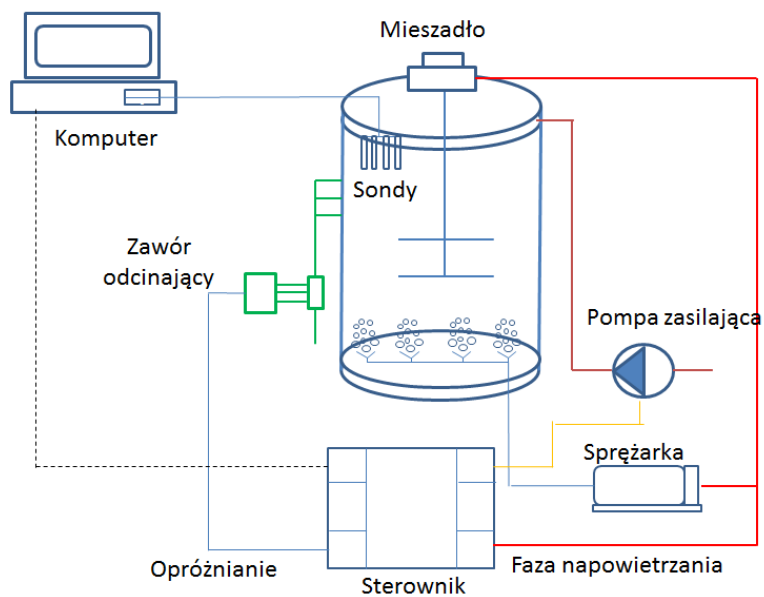 Mieszadło
Komputer
Sondy
Zawór
odcinający
Pompa zasilająca
Sprężarka
Opróżnianie
Sterownik
Faza napowietrzania